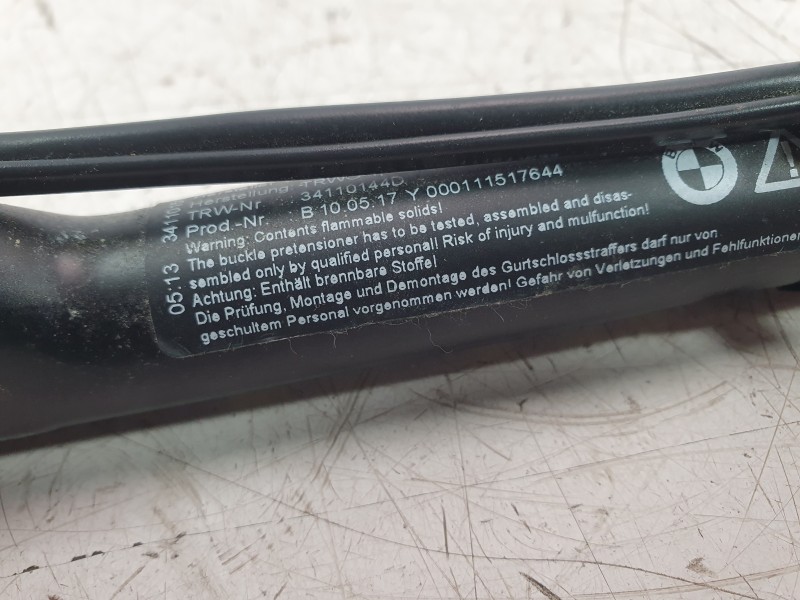 TRW-Nr 34110144C
Prod.-Nr. B 10.05.17 Y 000111517644
Warning: Contents flammable solids!
The buckle pretensioner has to be tested, assembled and disas-
sembled only by qualified personal! Risk of injury and mulfunction!
Achtung: Enthält brennbare Stoffe!
Die Prüfung, Montage und Demontage des Gurtschlossstraffers darf nur von
geschultem Personal vorgenommen werden! Gefahr von Verletzungen und Fehlfunktionen
05:13